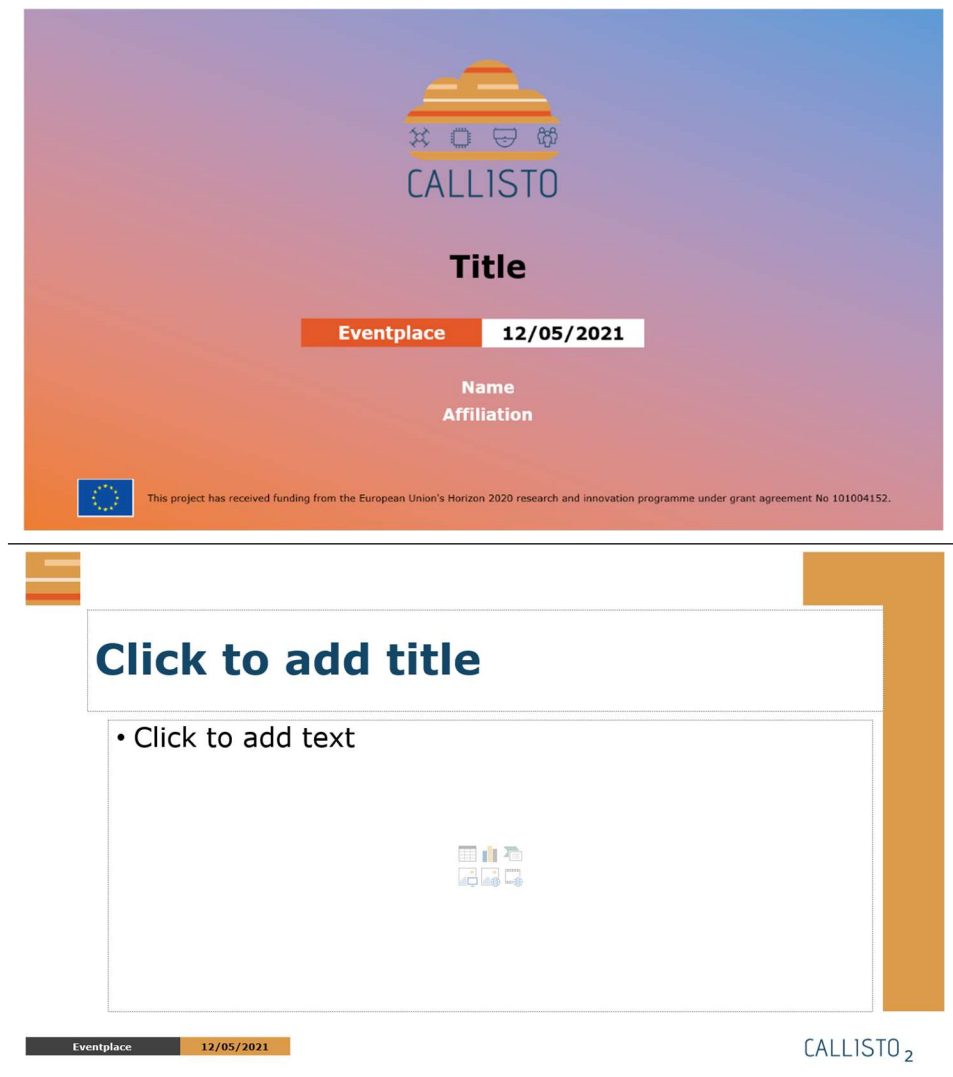 CALLISTO
Title
Eventplace 12/05/2021
Name
Affiliation
This project has received funding from the European Union's Horizon 2020 research and innovation programme under grant agreement No 101004152.
Click to add title
• Click to add text
Eventplace 12/05/2021
CALLISTO 2